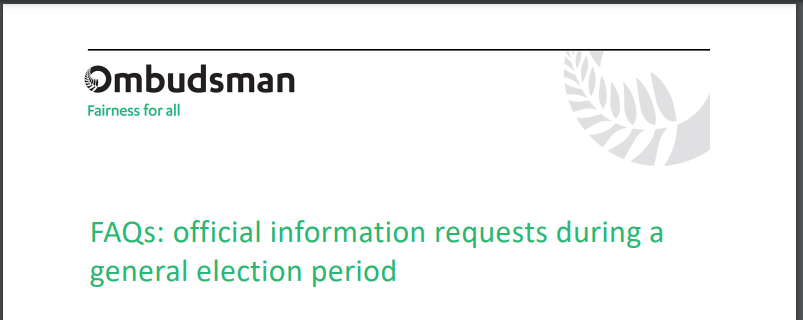 Ombudsman
Fairness for all
FAQs: official information requests during a
general election period